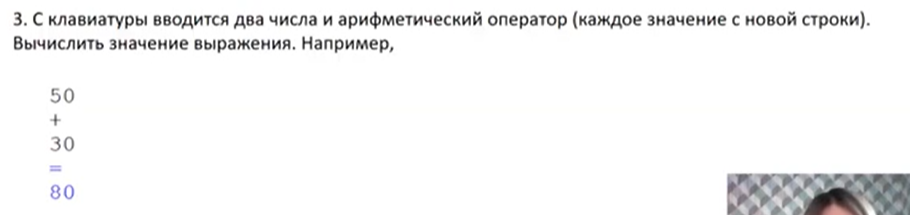 3. С клавиатуры вводится два числа и арифметический оператор (каждое значение с новой строки).
Вычислить значение выражения. Например,
50
+
30
=
80